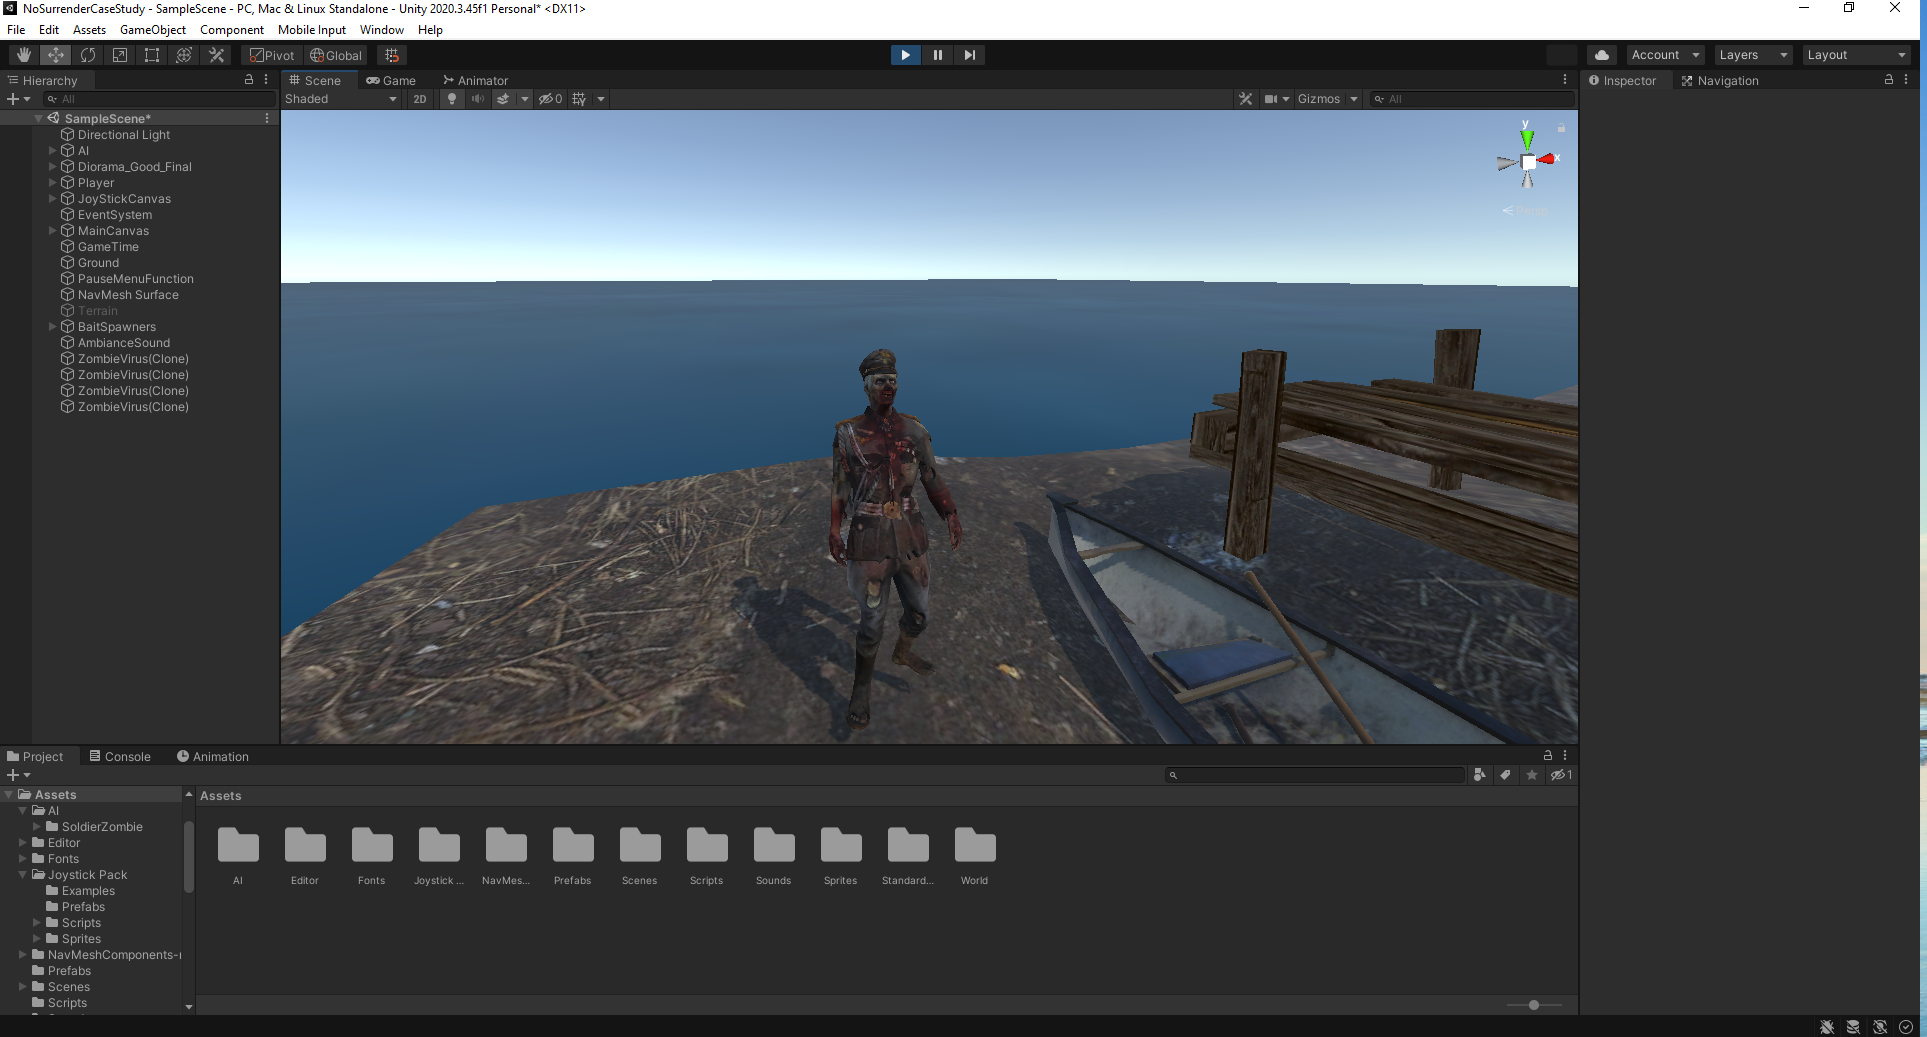 NoSurrenderCaseStudy - SampleScene - PC, Mac & Linux Standalone - Unity 2020.3.45f1 Personal* <DX11>
File Edit Assets GameObject Component Mobile Input Window Help
Pivot Global Account Layers Layout
Hierarchy Scene Game Animator Inspector Navigation
All Shaded 2D 0 Gizmos All
SampleScene*
Directional Light
AI
Diorama_Good_Final
Player
JoyStickCanvas
EventSystem
MainCanvas
GameTime
Ground
PauseMenuFunction
NavMesh Surface
Terrain
BaitSpawners
AmbianceSound
ZombieVirus(Clone)
ZombieVirus(Clone)
ZombieVirus(Clone)
ZombieVirus(Clone)
y
x
Persp
Project Console Animation
1
Assets
AI
SoldierZombie
Editor
Fonts
Joystick Pack
Examples
Prefabs
Scripts
Sprites
NavMeshComponents-
Prefabs
Scenes
Scripts
Assets
AI Editor Fonts Joystick ... NavMes... Prefabs Scenes Scripts Sounds Sprites Standard... World